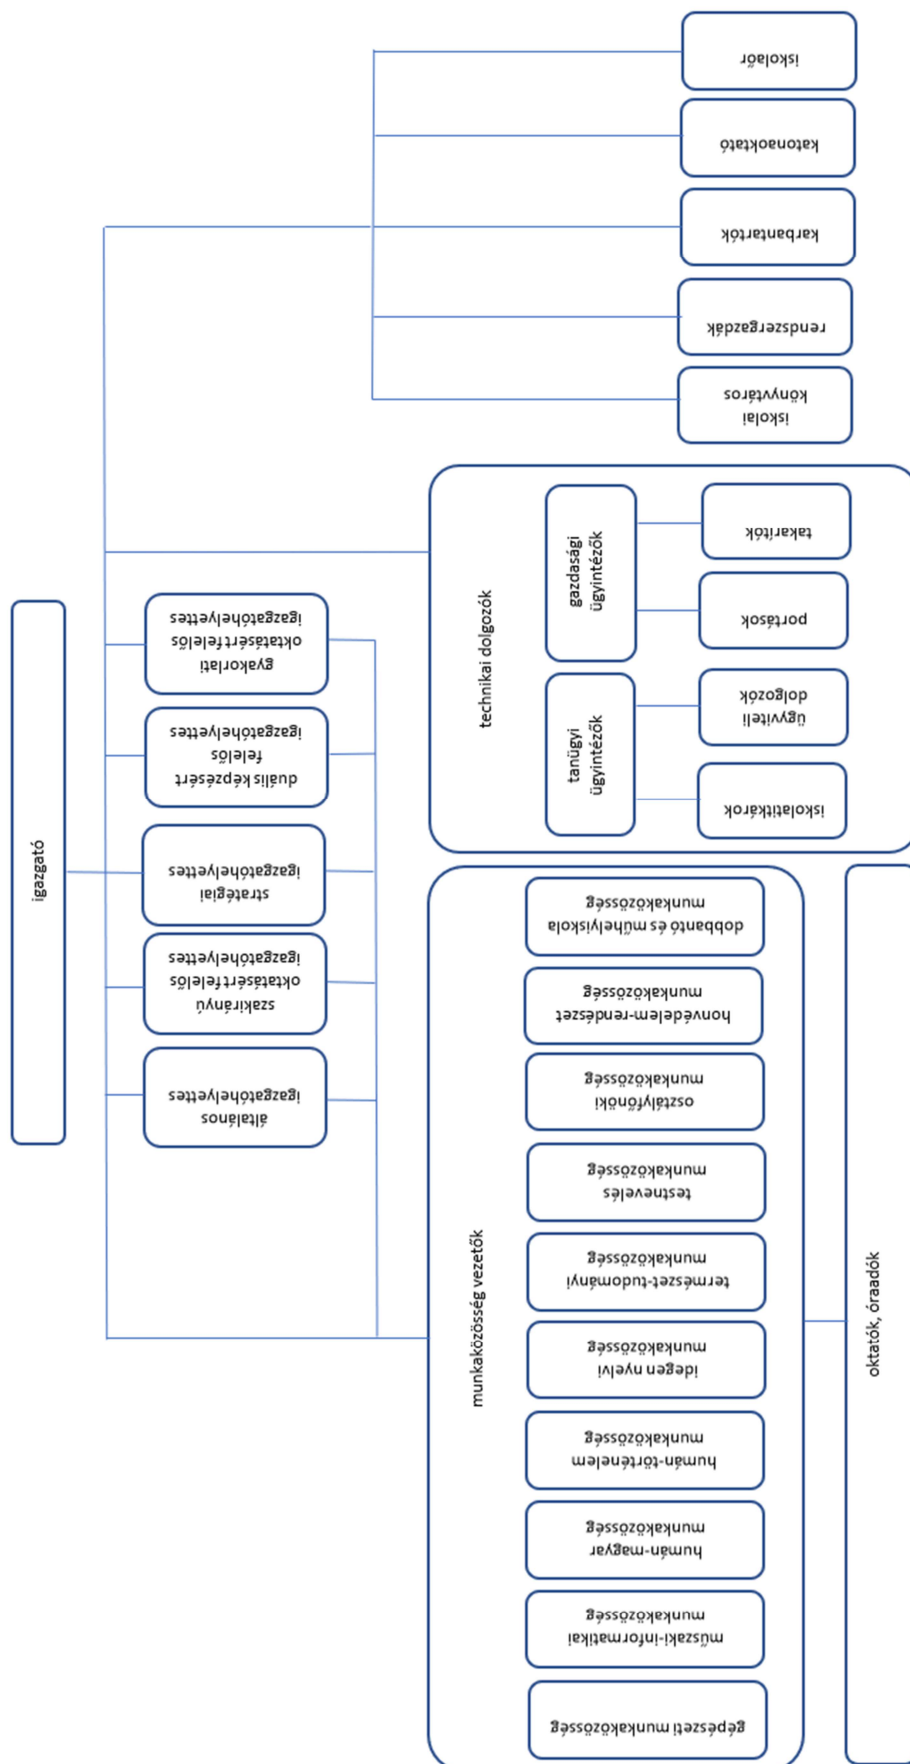 igazgató
általános
igazgatóhelyettes
szakirányú
oktatásért felelős
igazgatóhelyettes
stratégiai
igazgatóhelyettes
duális képzésért
felelős
igazgatóhelyettes
gyakorlati
oktatásért felelős
igazgatóhelyettes
munkaközösség vezetők
gépészeti munkaközösség
műszaki-informatikai
munkaközösség
humán-magyar
munkaközösség
humán-történelem
munkaközösség
idegen nyelvi
munkaközösség
természet-tudományi
munkaközösség
testnevelés
munkaközösség
osztályfőnöki
munkaközösség
honvédelem-rendészet
munkaközösség
dobbantó és műhelyiskola
munkaközösség
oktatók, óraadók
technikai dolgozók
tanügyi
ügyintézők
gazdasági
ügyintézők
iskolatitkárok
ügyviteli
dolgozók
portások
takarítók
iskolai
könyvtáros
rendszergazdák
karbantartók
katonaoktató
iskolaőr